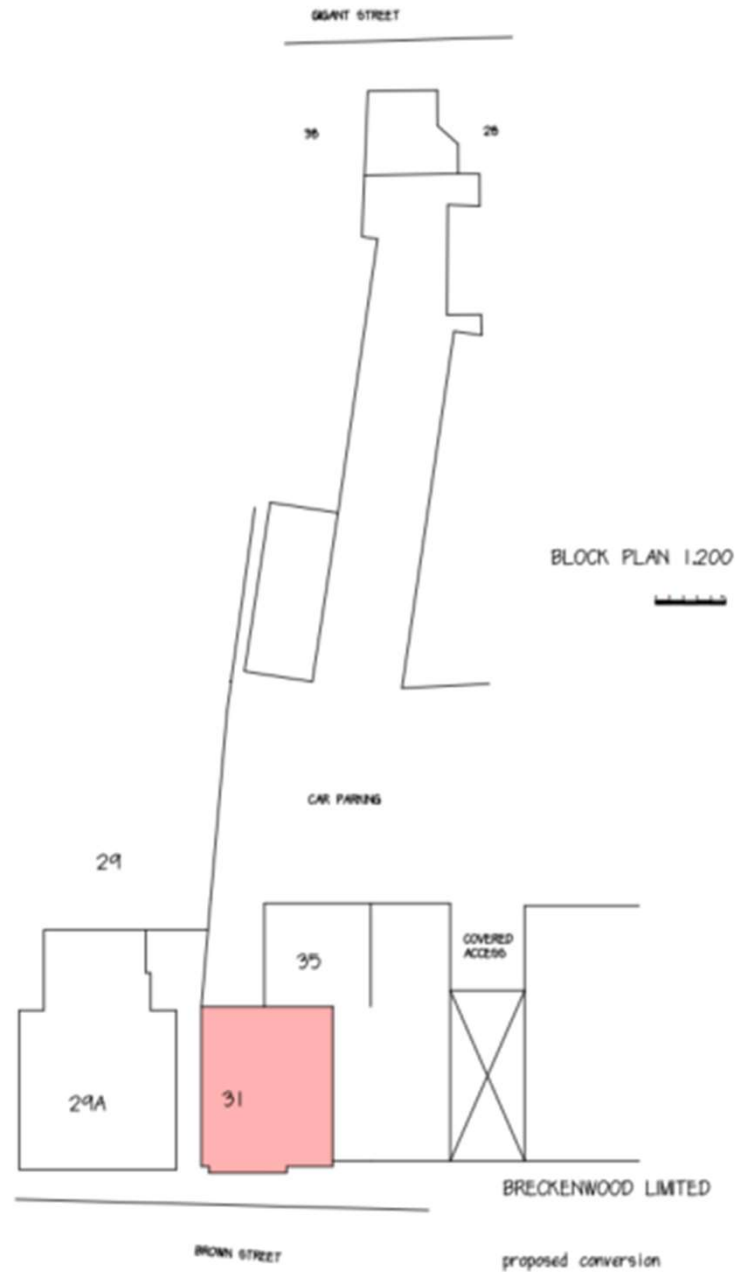 GIGANT STREET
38
28
BLOCK PLAN 1.200
CAR PARKING
29
COVERED
ACCESS
35
31
29A
BRECKENWOOD LIMITED
BROWN STREET
proposed conversion